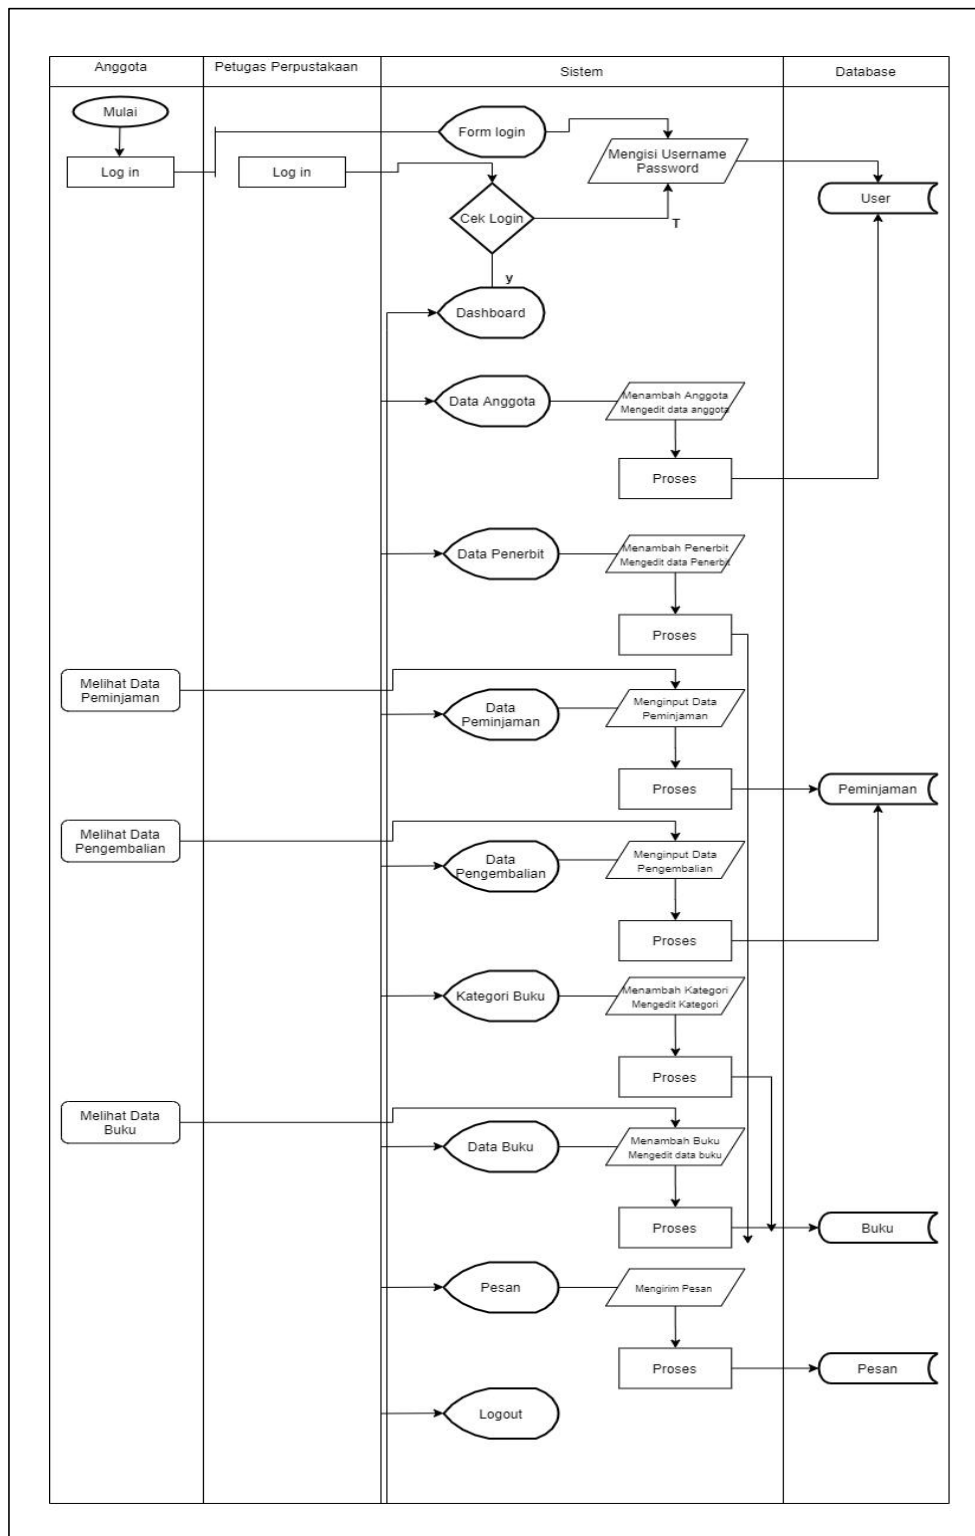 Anggota
Petugas Perpustakaan
Sistem
Database
Mulai
Form login
Mengisi Username
Password
Log in
Log in
User
Cek Login
T
y
Dashboard
Data Anggota
Menambah Anggota
Mengedit data anggota
Proses
Data Penerbit
Menambah Penerbit
Mengedit data Penerbit
Proses
Melihat Data
Peminjaman
Data
Peminjaman
Menginput Data
Peminjaman
Proses
Peminjaman
Melihat Data
Pengembalian
Data
Pengembalian
Menginput Data
Pengembalian
Proses
Kategori Buku
Menambah Kategori
Mengedit Kategori
Proses
Melihat Data
Buku
Data Buku
Menambah Buku
Mengedit data buku
Proses
Buku
Pesan
Mengirim Pesan
Proses
Pesan
Logout